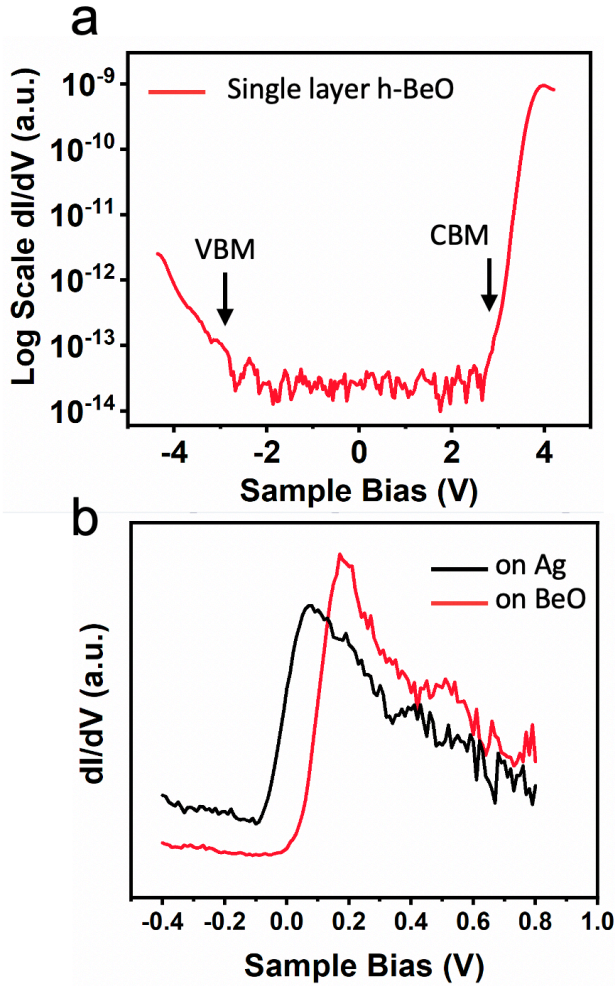 a
Log Scale dI/dV (a.u.)
10⁻⁹
10⁻¹⁰
10⁻¹¹
10⁻¹²
10⁻¹³
10⁻¹⁴
Single layer h-BeO
VBM
CBM
-4 -2 0 2 4
Sample Bias (V)
b
dI/dV (a.u.)
on Ag
on BeO
-0.4 -0.2 0.0 0.2 0.4 0.6 0.8 1.0
Sample Bias (V)